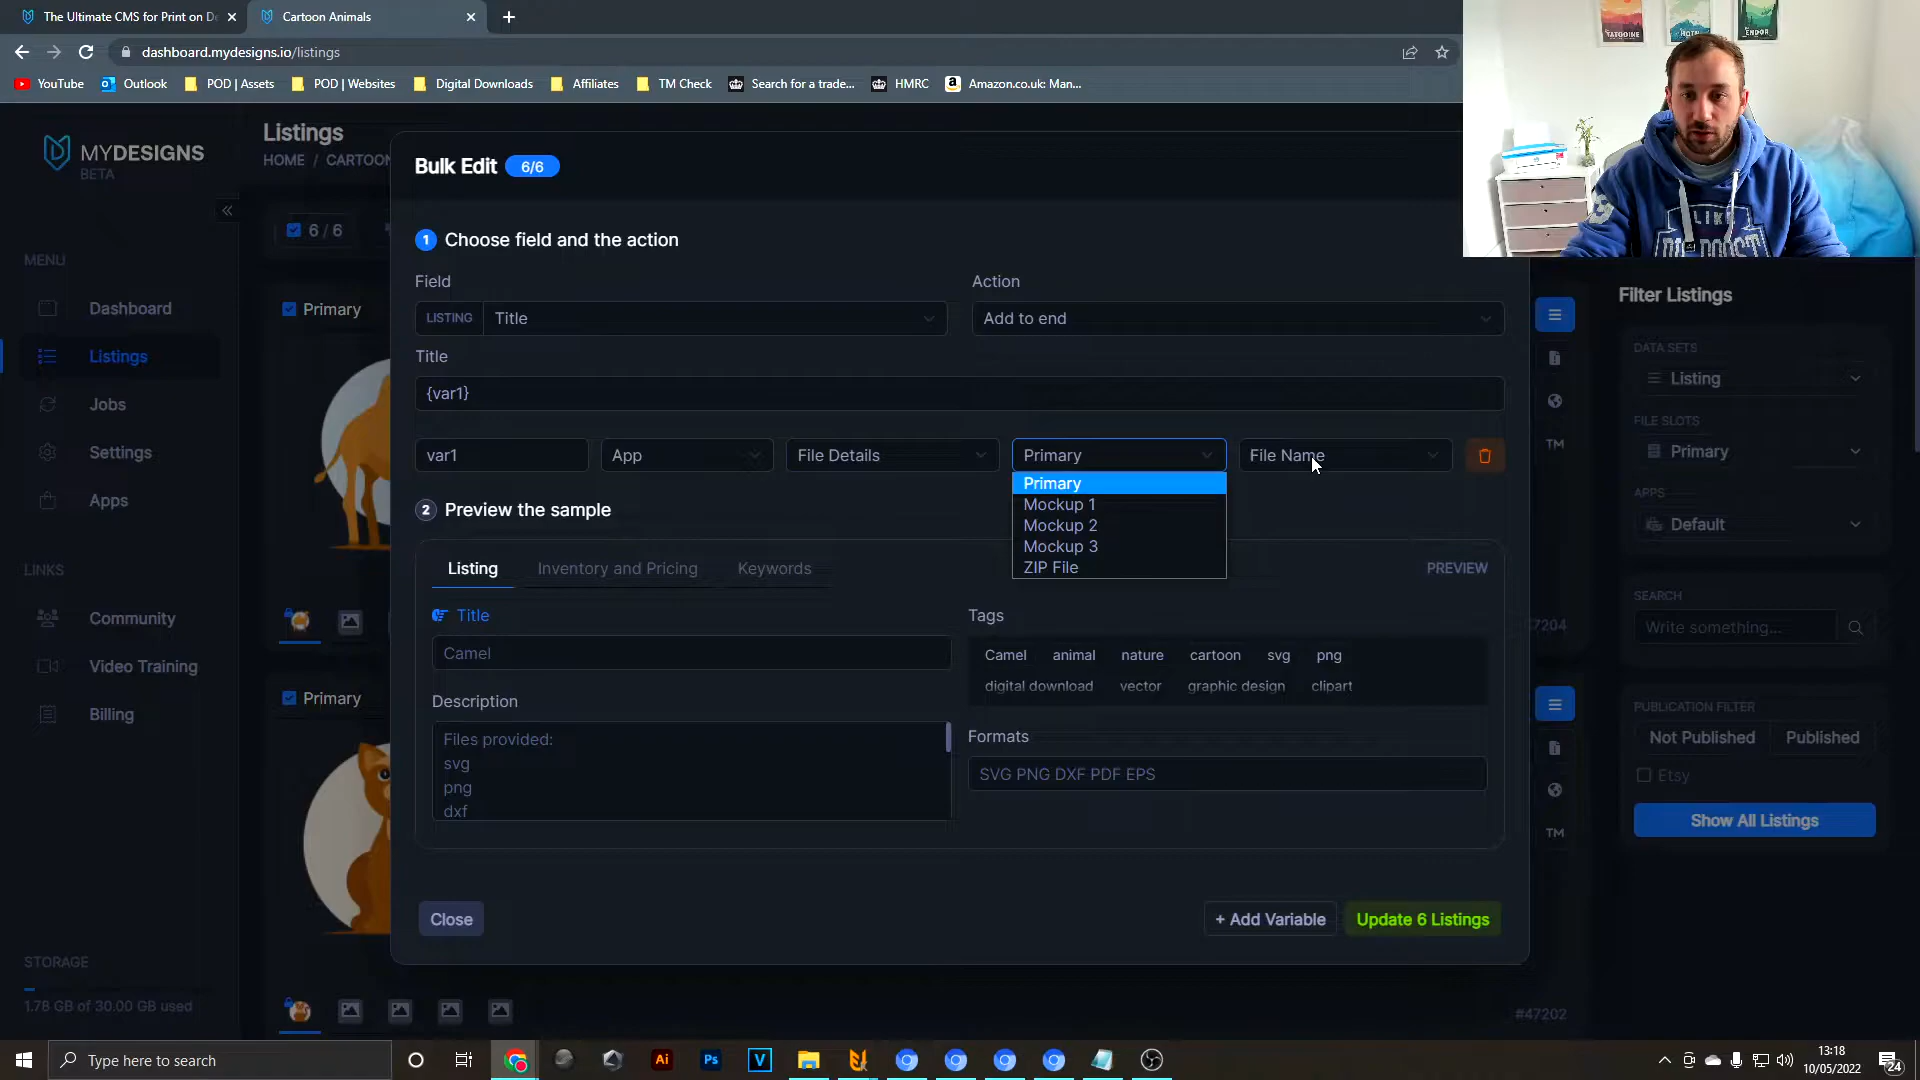 The Ultimate CMS for Print on De
Cartoon Animals
dashboard.mydesigns.io/listings
YouTube
Outlook
POD | Assets
POD | Websites
Digital Downloads
Affiliates
TM Check
Search for a trade...
HMRC
Amazon.co.uk: Man...
TATOOINE
HOTH
ENDOR
LIKE
MYDESIGNS
BETA
Listings
HOME / CARTOON
6 / 6
MENU
Dashboard
Listings
Jobs
Settings
Apps
LINKS
Community
Video Training
Billing
STORAGE
1.78 GB of 30.00 GB used
Primary
Primary
Bulk Edit 6/6
1 Choose field and the action
Field
LISTING Title
Action
Add to end
Title
{var1}
var1
App
File Details
Primary
File Name
Primary
Mockup 1
Mockup 2
Mockup 3
ZIP File
2 Preview the sample
Listing
Inventory and Pricing
Keywords
PREVIEW
Title
Camel
Description
Files provided:
svg
png
dxf
Tags
Camel animal nature cartoon svg png
digital download vector graphic design clipart
Formats
SVG PNG DXF PDF EPS
Close
+ Add Variable
Update 6 Listings
TM
7204
TM
#47202
Filter Listings
DATA SETS
Listing
FILE SLOTS
Primary
APPS
Default
SEARCH
Write something...
PUBLICATION FILTER
Not Published
Published
Etsy
Show All Listings
Type here to search
Ai
Ps
V
13:18
10/05/2022
24